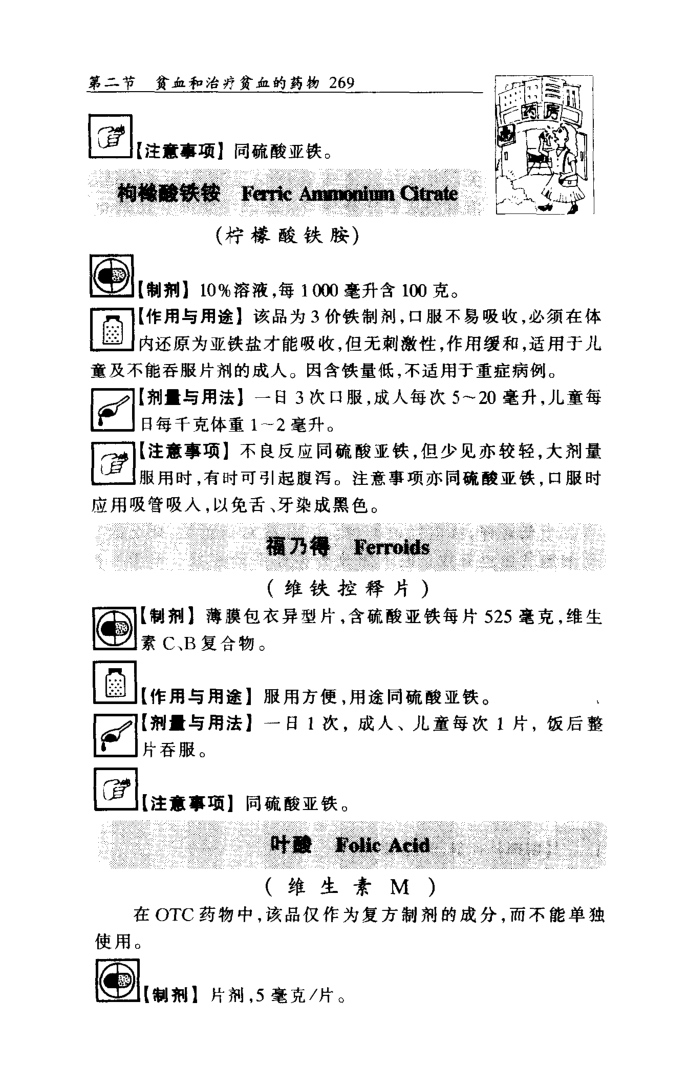 第二节 贫血和治疗贫血的药物 269
药房
【注意事项】同硫酸亚铁。
枸橼酸铁铵 Ferric Ammonium Citrate
(柠檬酸铁胺)
【制剂】10%溶液,每1000毫升含100克。
【作用与用途】该品为3价铁制剂,口服不易吸收,必须在体
内还原为亚铁盐才能吸收,但无刺激性,作用缓和,适用于儿
童及不能吞服片剂的成人。因含铁量低,不适用于重症病例。
【剂量与用法】一日3次口服,成人每次5~20毫升,儿童每
日每千克体重1~2毫升。
【注意事项】不良反应同硫酸亚铁,但少见亦较轻,大剂量
服用时,有时可引起腹泻。注意事项亦同硫酸亚铁,口服时
应用吸管吸入,以免舌、牙染成黑色。
福乃得 Ferroids
(维铁控释片)
【制剂】薄膜包衣异型片,含硫酸亚铁每片525毫克,维生
素C、B复合物。
【作用与用途】服用方便,用途同硫酸亚铁。
【剂量与用法】一日1次,成人、儿童每次1片,饭后整
片吞服。
【注意事项】同硫酸亚铁。
叶酸 Folic Acid
(维生素M)
在OTC药物中,该品仅作为复方制剂的成分,而不能单独
使用。
【制剂】片剂,5毫克/片。